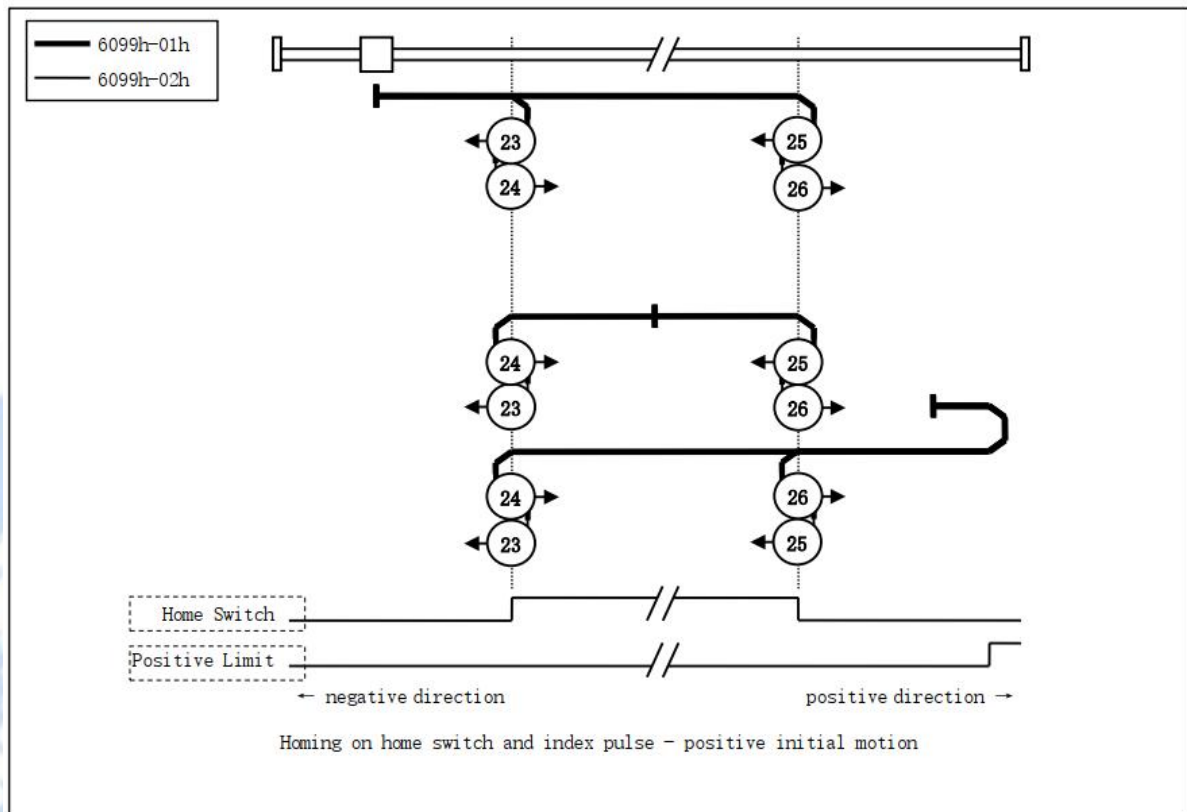 6099h-01h
6099h-02h
23
25
24
26
24
25
23
26
24
26
23
25
Home Switch
Positive Limit
← negative direction
positive direction →
Homing on home switch and index pulse - positive initial motion